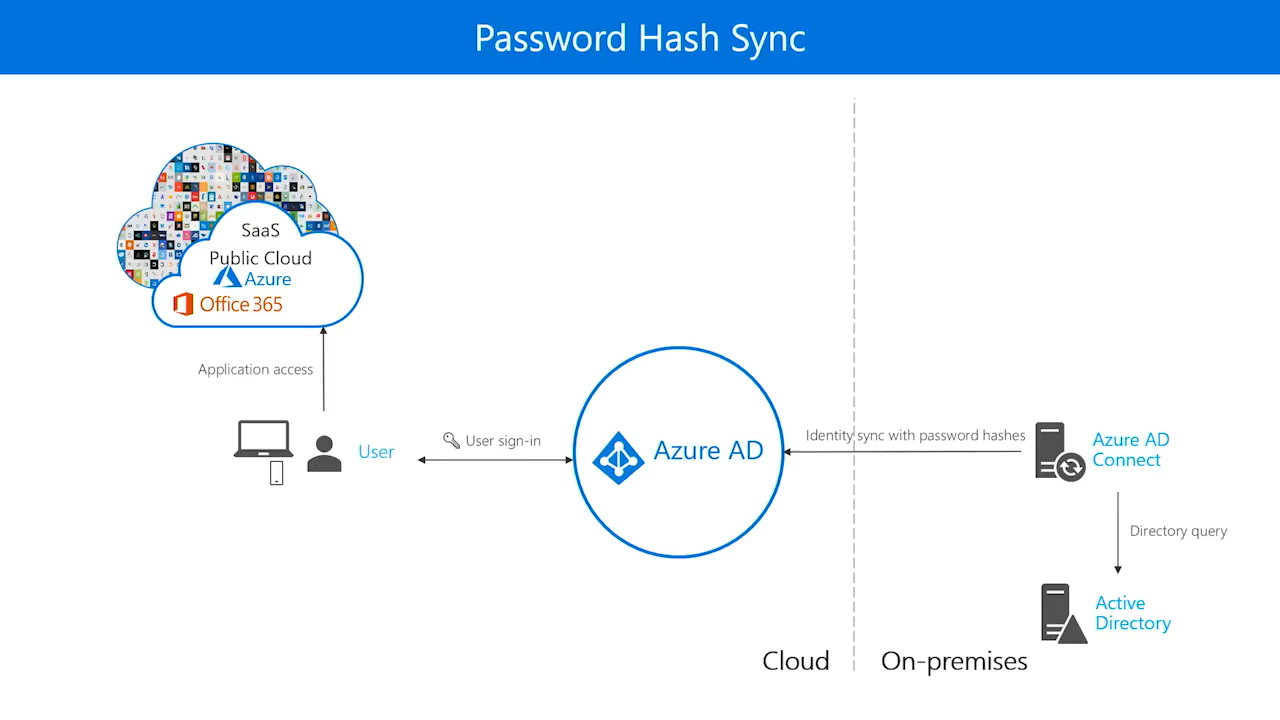 Password Hash Sync
SaaS
Public Cloud
Azure
Office 365
Application access
User
User sign-in
Azure AD
Identity sync with password hashes
Azure AD
Connect
Directory query
Active
Directory
Cloud
On-premises